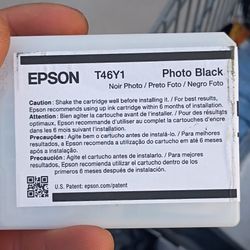 EPSON T46Y1 Photo Black
Noir Photo / Preto Foto / Negro Foto
Caution: Shake the cartridge well before installing it. / For best results,
Epson recommends using up ink cartridge within 6 months of installation.
Attention: Bien agiter la cartouche avant d'installer. / Pour des résultats
optimaux, Epson recommande d'utiliser au complet la cartouche d'encre
dans les 6 mois suivant l'installation.
Precauções: Agite bem o cartucho antes de instalá-lo. / Para melhores
resultados, a Epson recomenda a utilização do cartucho em até 6 meses
após a instalação.
Precauciones: Agite bien el cartucho antes de instalarlo. / Para mejores
resultados, Epson recomienda usar el cartucho dentro de los
primeros 6 meses después de instalarlo.
U.S. Patent: epson.com/patent